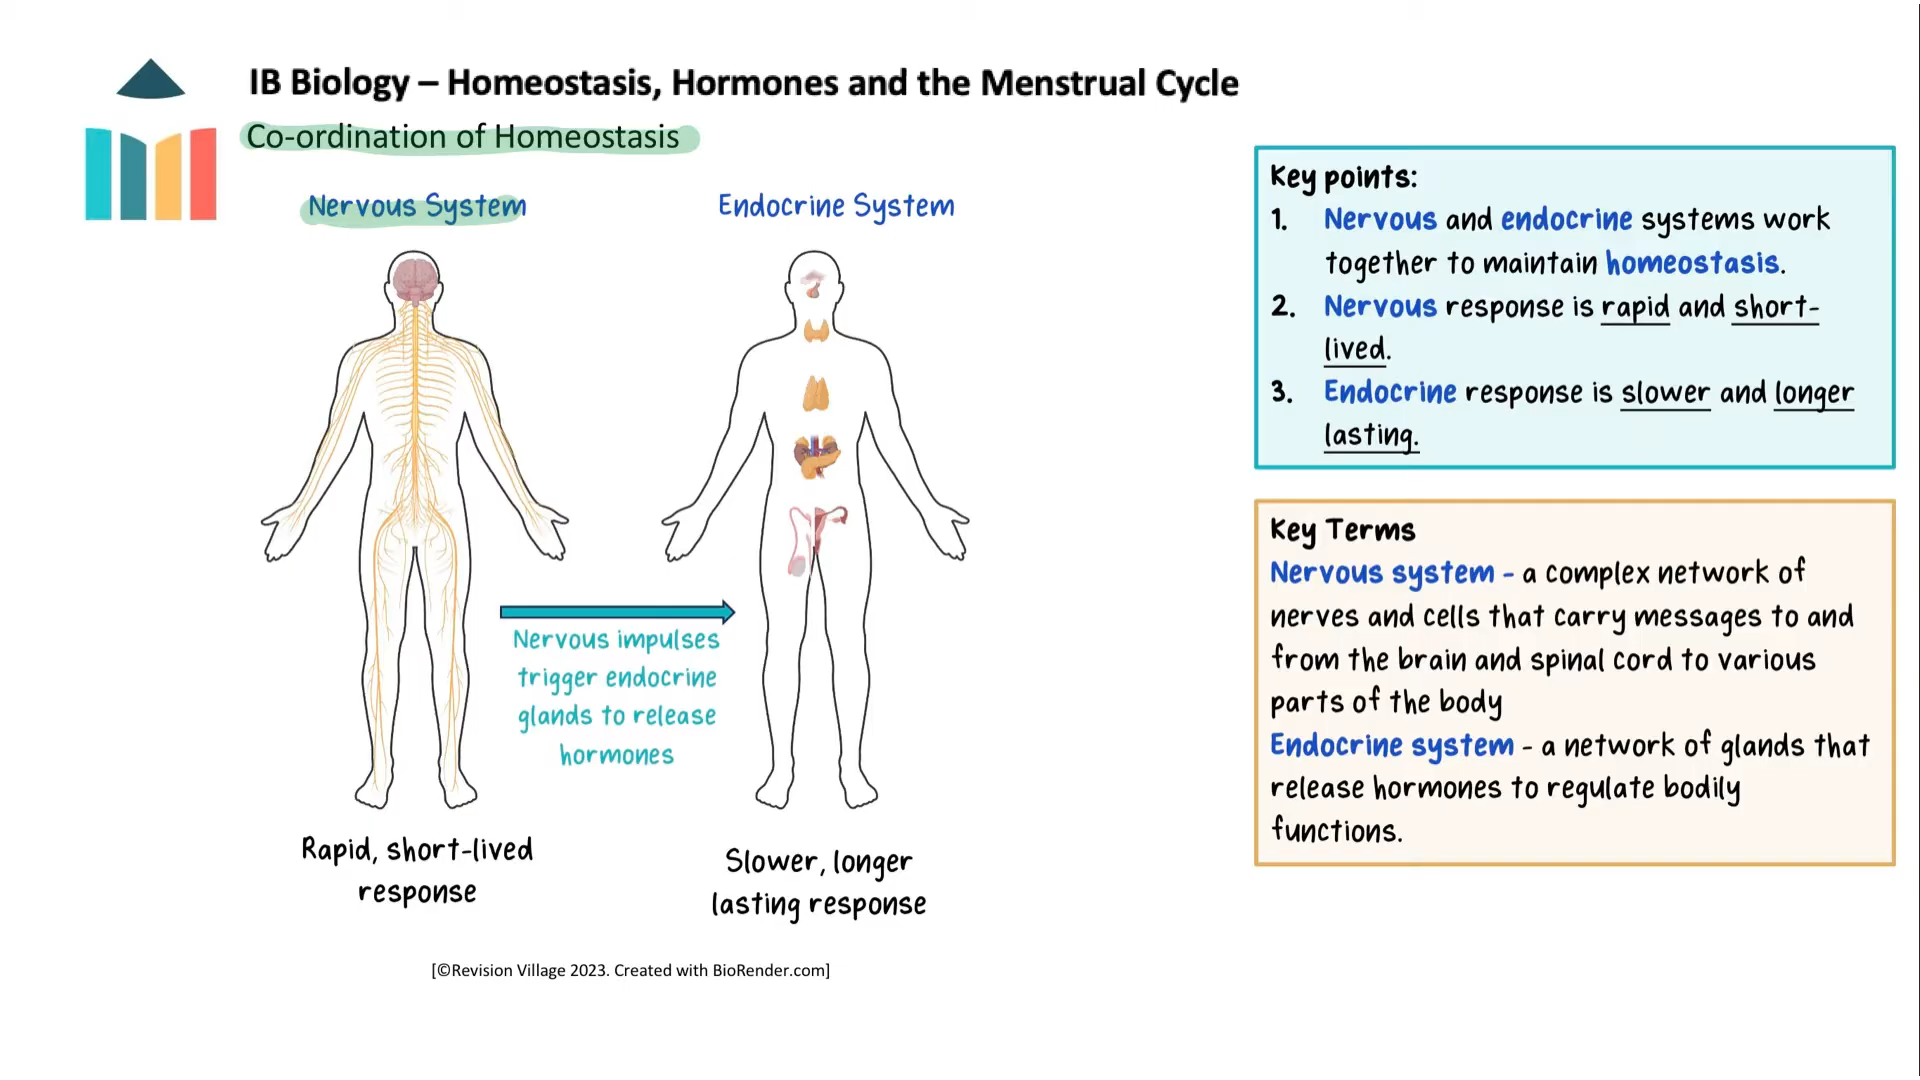 IB Biology – Homeostasis, Hormones and the Menstrual Cycle
Co-ordination of Homeostasis
Nervous System
Endocrine System
Nervous impulses
trigger endocrine
glands to release
hormones
Rapid, short-lived
response
Slower, longer
lasting response
[©Revision Village 2023. Created with BioRender.com]
Key points:
1. Nervous and endocrine systems work
together to maintain homeostasis.
2. Nervous response is rapid and short-
lived.
3. Endocrine response is slower and longer
lasting.
Key Terms
Nervous system - a complex network of
nerves and cells that carry messages to and
from the brain and spinal cord to various
parts of the body
Endocrine system - a network of glands that
release hormones to regulate bodily
functions.